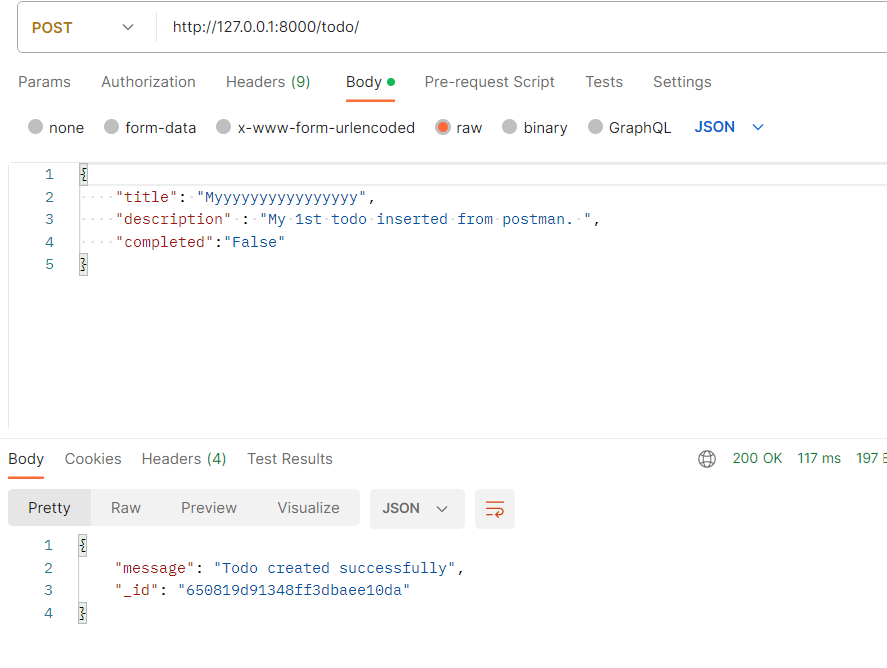 POST http://127.0.0.1:8000/todo/
Params Authorization Headers (9) Body Pre-request Script Tests Settings
none form-data x-www-form-urlencoded raw binary GraphQL JSON
1 {
2 "title": "Myyyyyyyyyyyyyyyy",
3 "description" : "My 1st todo inserted from postman. ",
4 "completed":"False"
5 }
Body Cookies Headers (4) Test Results 200 OK 117 ms 197
Pretty Raw Preview Visualize JSON
1 {
2 "message": "Todo created successfully",
3 "_id": "650819d91348ff3dbaee10da"
4 }